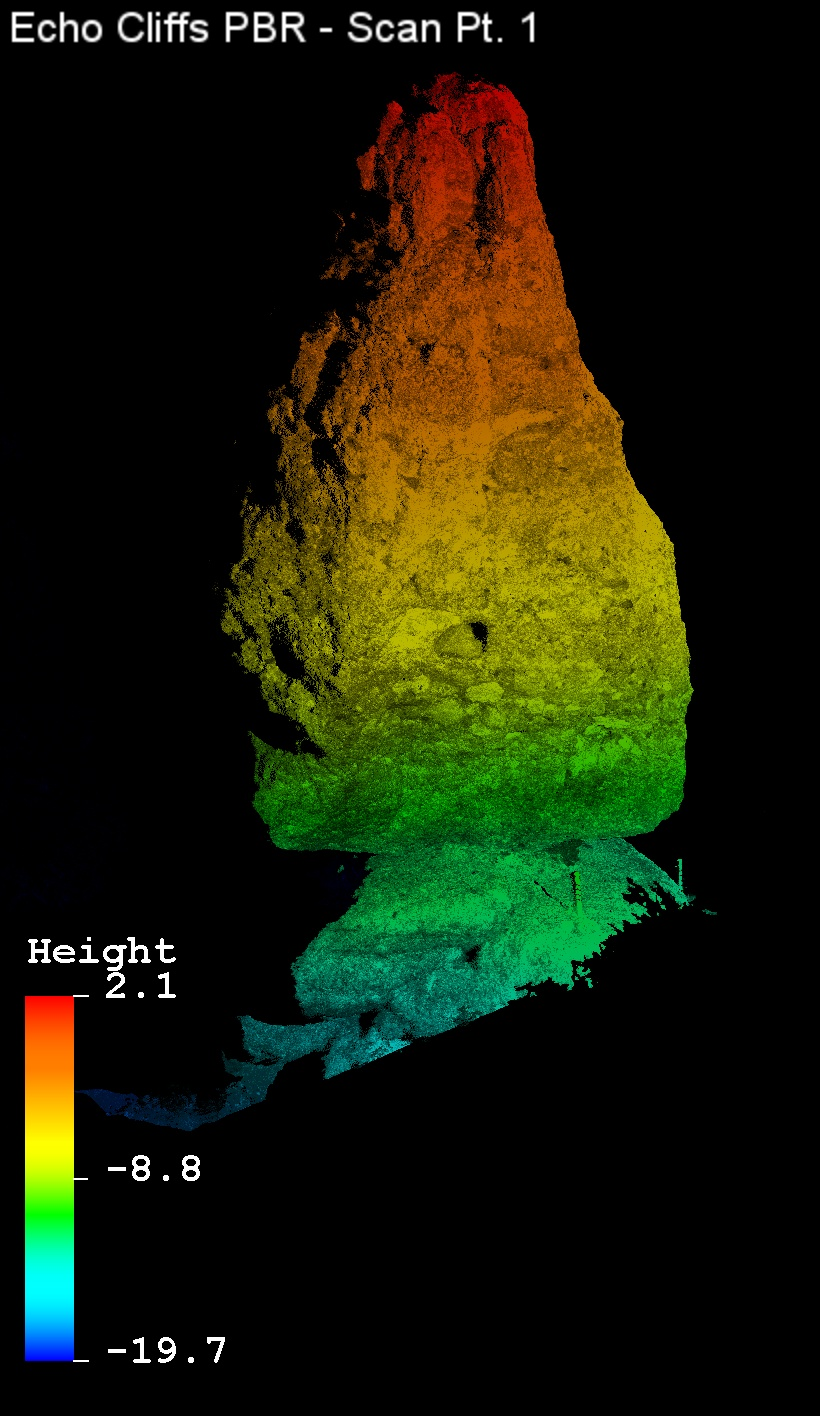 Echo Cliffs PBR - Scan Pt. 1
Height
2.1
-8.8
-19.7